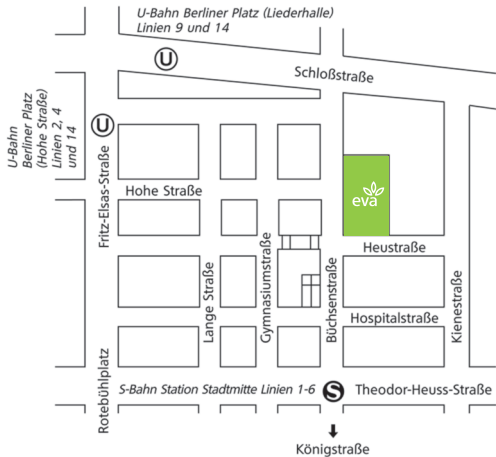 U-Bahn Berliner Platz (Liederhalle)
Linien 9 und 14
U
Schloßstraße
U-Bahn
Berliner Platz
(Hohe Straße)
Linien 2, 4
und 14
U
Fritz-Elsas-Straße
Hohe Straße
eva
Heustraße
Lange Straße
Gymnasiumstraße
Büchsenstraße
Kienestraße
Hospitalstraße
Rotebühlplatz
S-Bahn Station Stadtmitte Linien 1-6
S
Theodor-Heuss-Straße
Königstraße